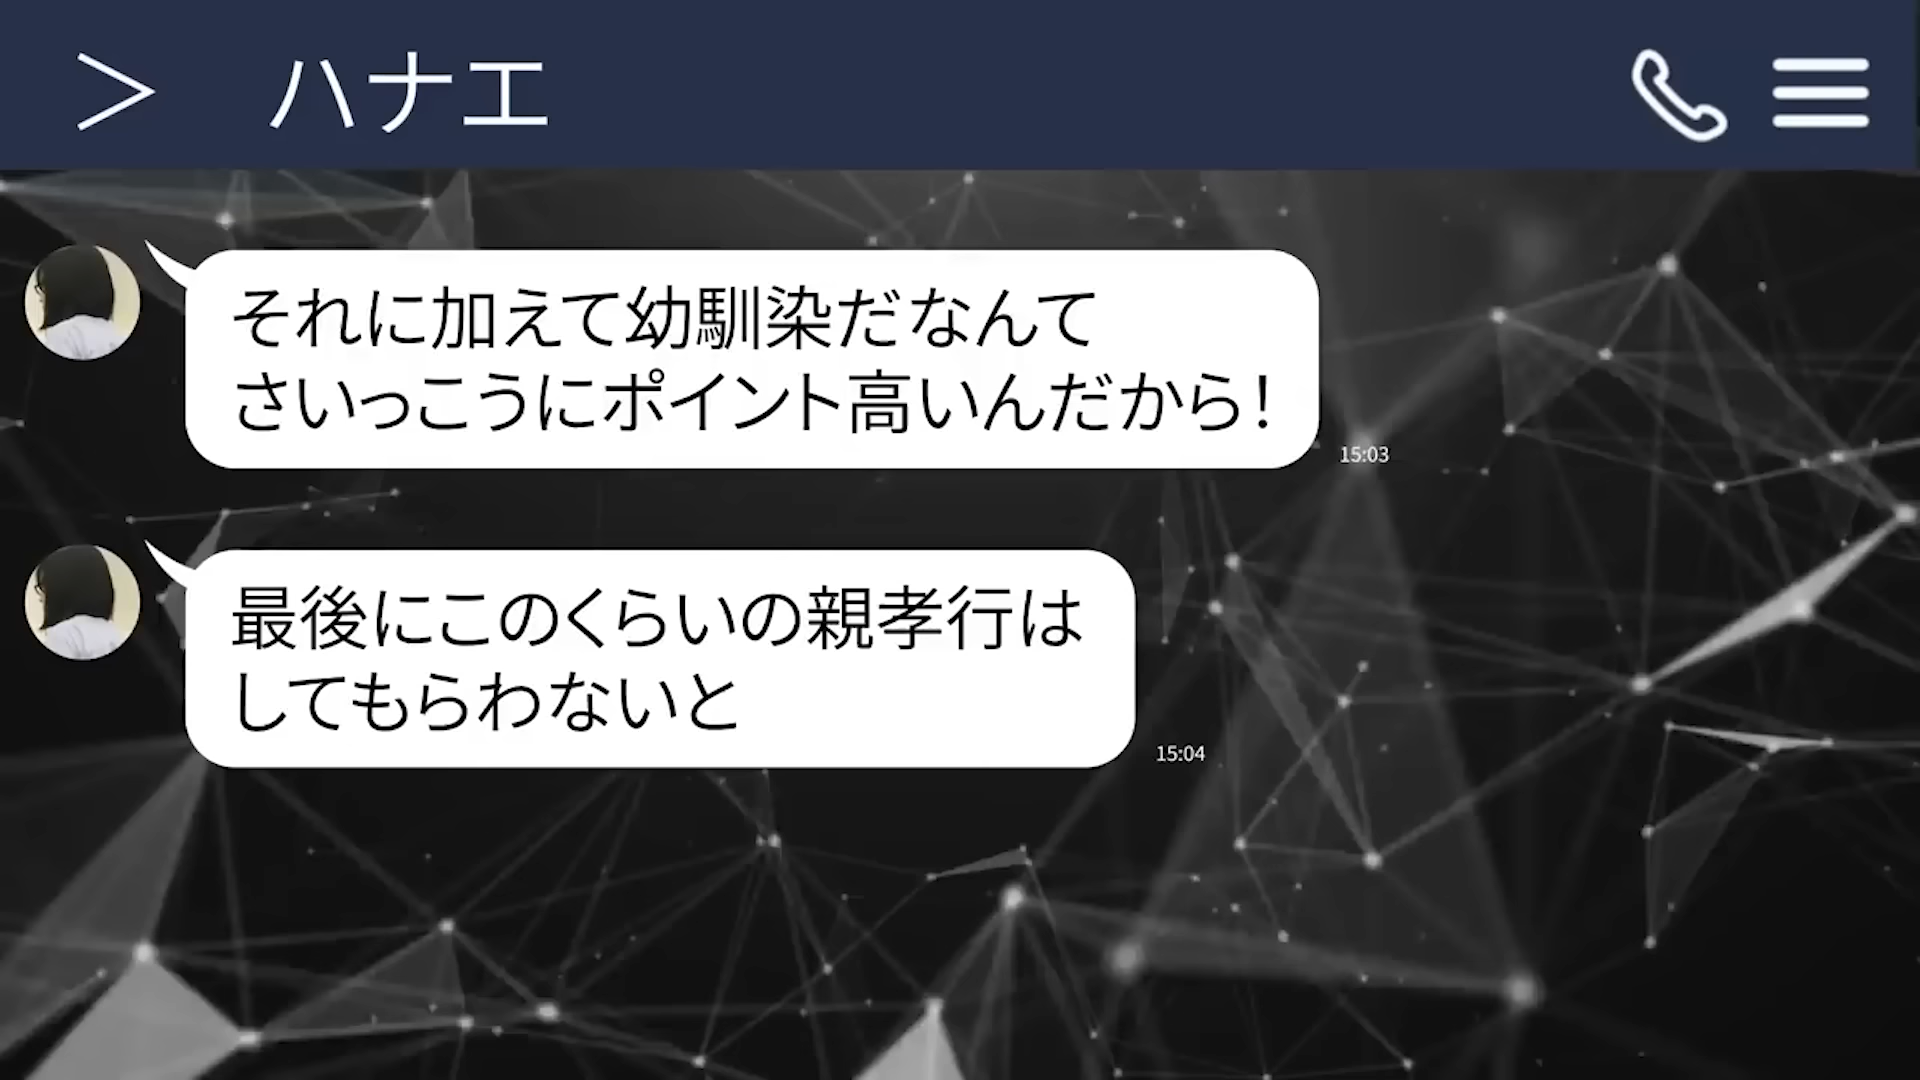 ＞ ハナエ
それに加えて幼馴染だなんて
さいっこうにポイント高いんだから！
15:03
最後にこのくらいの親孝行は
してもらわないと
15:04